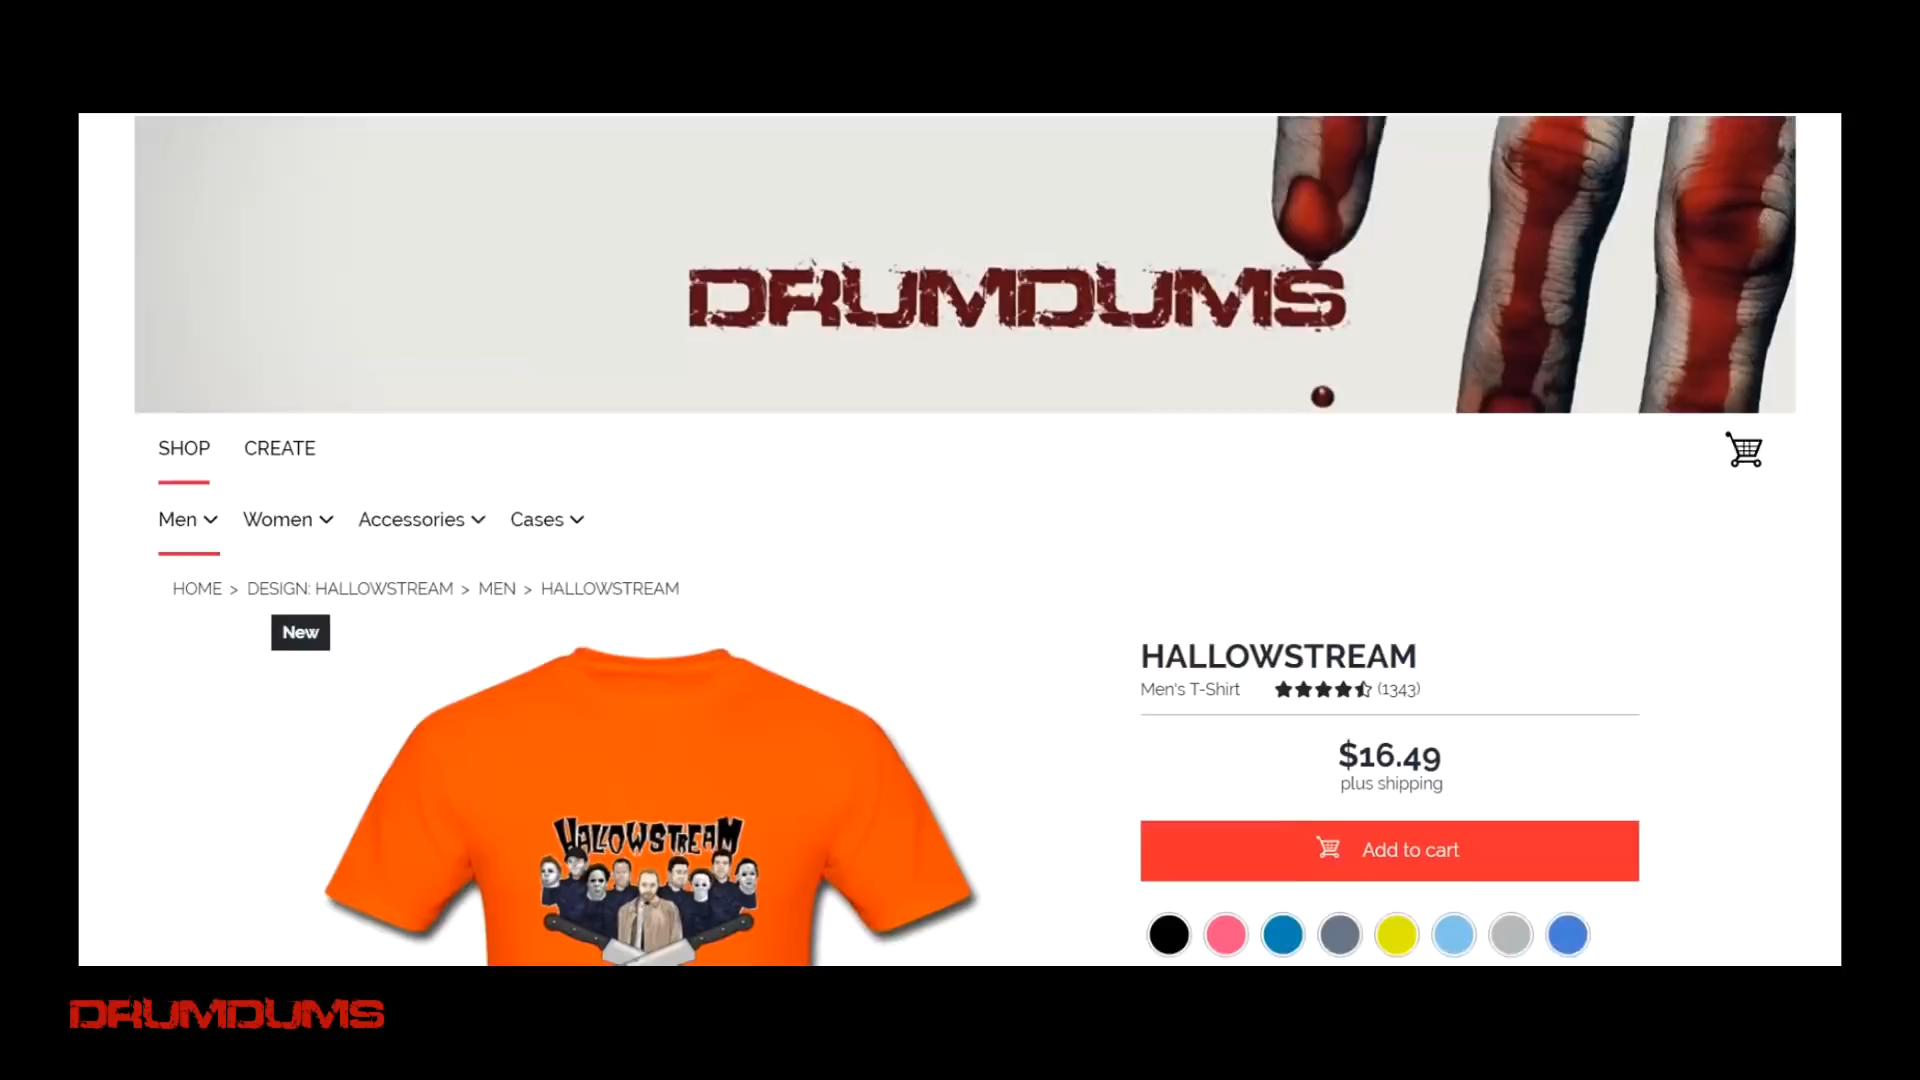 DRUMDUMS
SHOP CREATE
Men Women Accessories Cases
HOME > DESIGN: HALLOWSTREAM > MEN > HALLOWSTREAM
New
HALLOWSTREAM
HALLOWSTREAM
Men's T-Shirt (1343)
$16.49
plus shipping
Add to cart
DRUMDUMS